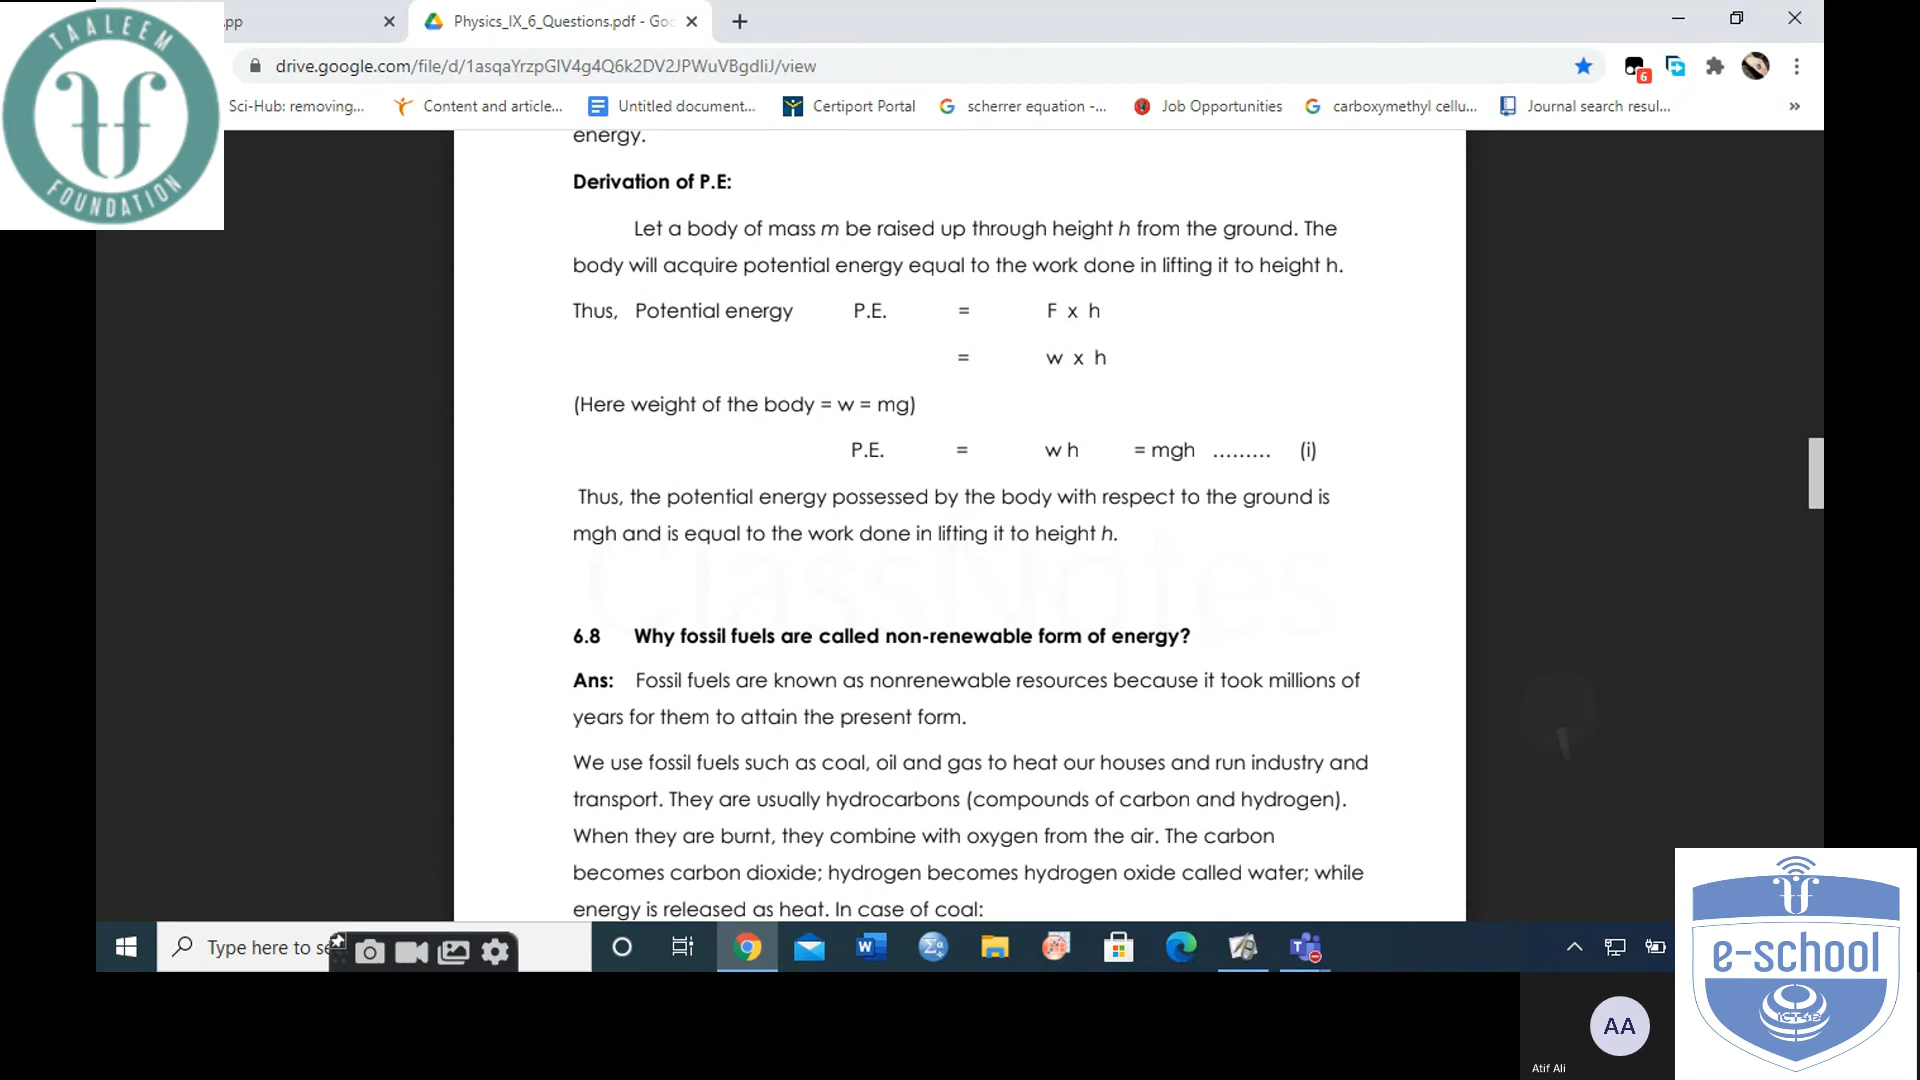 TAALEEM
FOUNDATION
pp
Physics_IX_6_Questions.pdf - Goo
drive.google.com/file/d/1asqaYrzpGlV4g4Q6k2DV2JPWuVBgdIiJ/view
6
Sci-Hub: removing... Content and article... Untitled document... Certiport Portal scherrer equation -... Job Opportunities carboxymethyl cellu... Journal search resul... »
energy.
Derivation of P.E:
Let a body of mass m be raised up through height h from the ground. The
body will acquire potential energy equal to the work done in lifting it to height h.
Thus, Potential energy P.E. = F x h
= w x h
(Here weight of the body = w = mg)
P.E. = w h = mgh ......... (i)
Thus, the potential energy possessed by the body with respect to the ground is
mgh and is equal to the work done in lifting it to height h.
ClassNotes
6.8 Why fossil fuels are called non-renewable form of energy?
Ans: Fossil fuels are known as nonrenewable resources because it took millions of
years for them to attain the present form.
We use fossil fuels such as coal, oil and gas to heat our houses and run industry and
transport. They are usually hydrocarbons (compounds of carbon and hydrogen).
When they are burnt, they combine with oxygen from the air. The carbon
becomes carbon dioxide; hydrogen becomes hydrogen oxide called water; while
energy is released as heat. In case of coal:
Type here to se
e-school
ICT4D
AA
Atif Ali